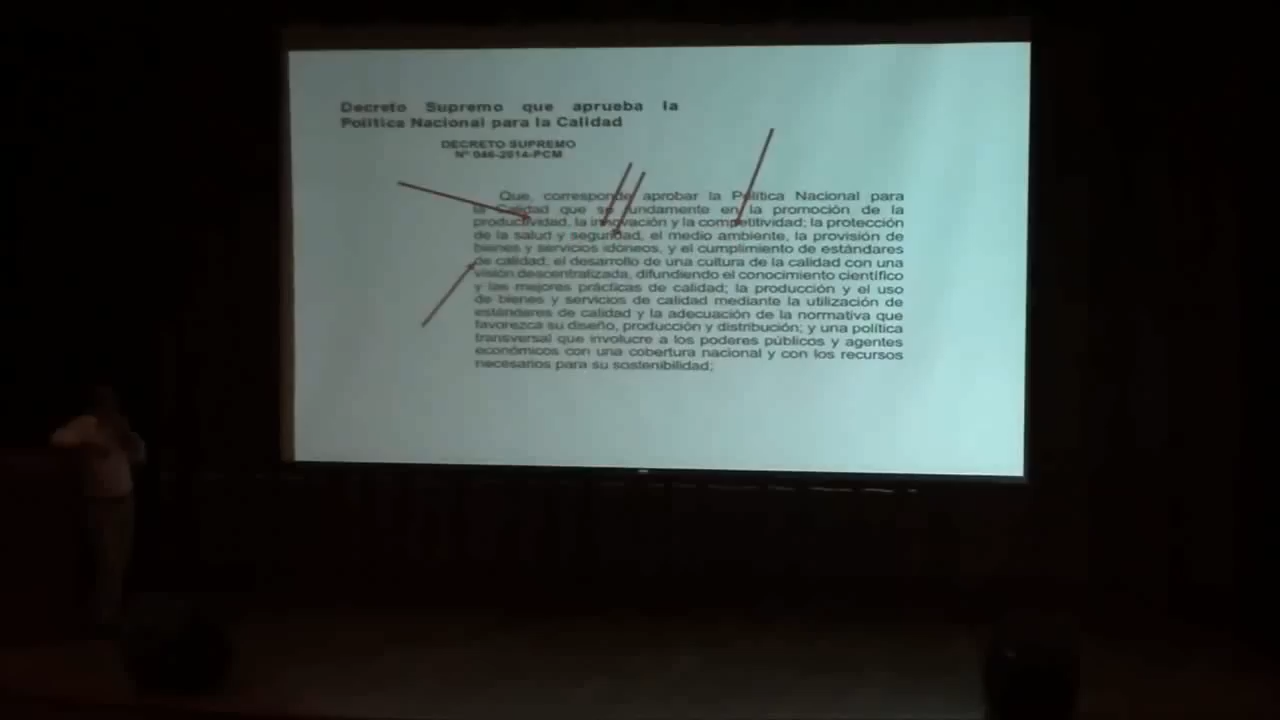 Decreto Supremo que aprueba la
Política Nacional para la Calidad
DECRETO SUPREMO
Nº 046-2014-PCM
Que, corresponde aprobar la Política Nacional para
la Calidad que se fundamente en la promoción de la
productividad, la innovación y la competitividad; la protección
de la salud y seguridad, el medio ambiente, la provisión de
bienes y servicios idóneos, y el cumplimiento de estándares
de calidad; el desarrollo de una cultura de la calidad con una
visión descentralizada, difundiendo el conocimiento científico
y las mejores prácticas de calidad; la producción y el uso
de bienes y servicios de calidad mediante la utilización de
estándares de calidad y la adecuación de la normativa que
favorezca su diseño, producción y distribución; y una política
transversal que involucre a los poderes públicos y agentes
económicos con una cobertura nacional y con los recursos
necesarios para su sostenibilidad;